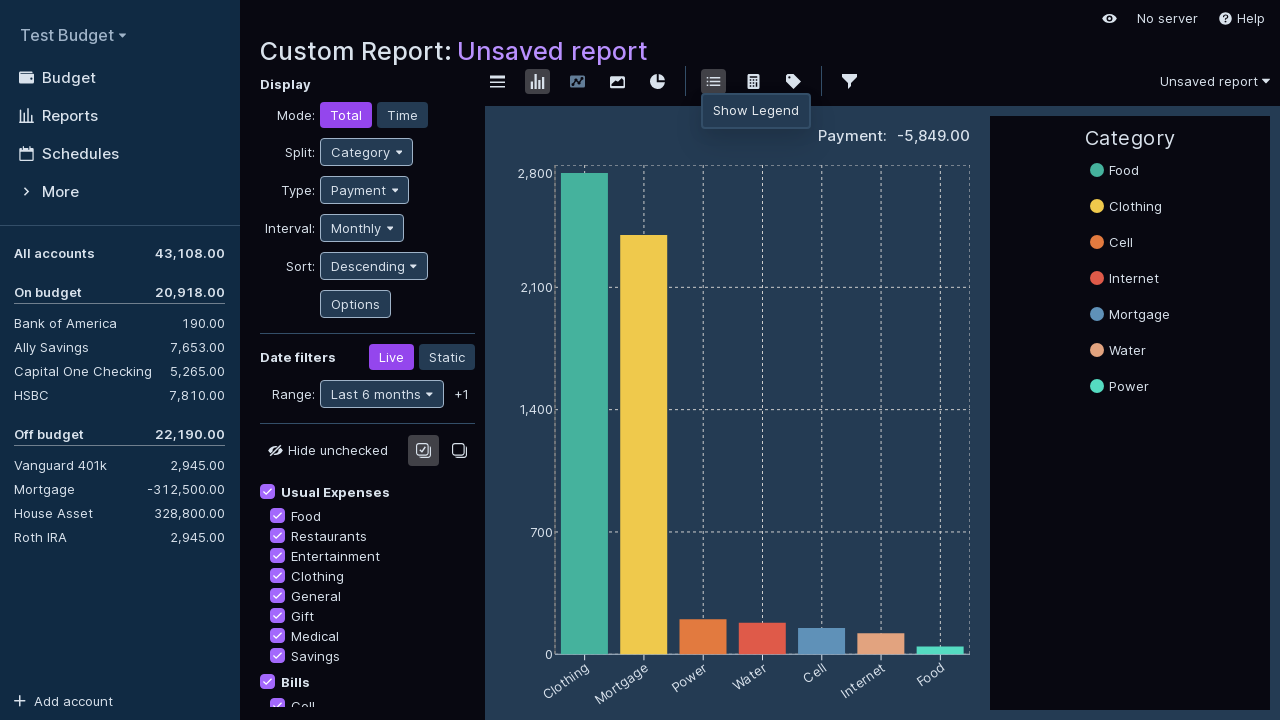 Test Budget
Budget
Reports
Schedules
More
All accounts 43,108.00
On budget 20,918.00
Bank of America 190.00
Ally Savings 7,653.00
Capital One Checking 5,265.00
HSBC 7,810.00
Off budget 22,190.00
Vanguard 401k 2,945.00
Mortgage -312,500.00
House Asset 328,800.00
Roth IRA 2,945.00
Add account
No server
Help
Custom Report: Unsaved report
Display
Mode: Total Time
Split: Category
Type: Payment
Interval: Monthly
Sort: Descending
Options
Date filters Live Static
Range: Last 6 months +1
Hide unchecked
Usual Expenses
Food
Restaurants
Entertainment
Clothing
General
Gift
Medical
Savings
Bills
Cell
Unsaved report
Show Legend
Payment: -5,849.00
2,800
2,100
1,400
700
0
Clothing
Mortgage
Power
Water
Cell
Internet
Food
Category
Food
Clothing
Cell
Internet
Mortgage
Water
Power